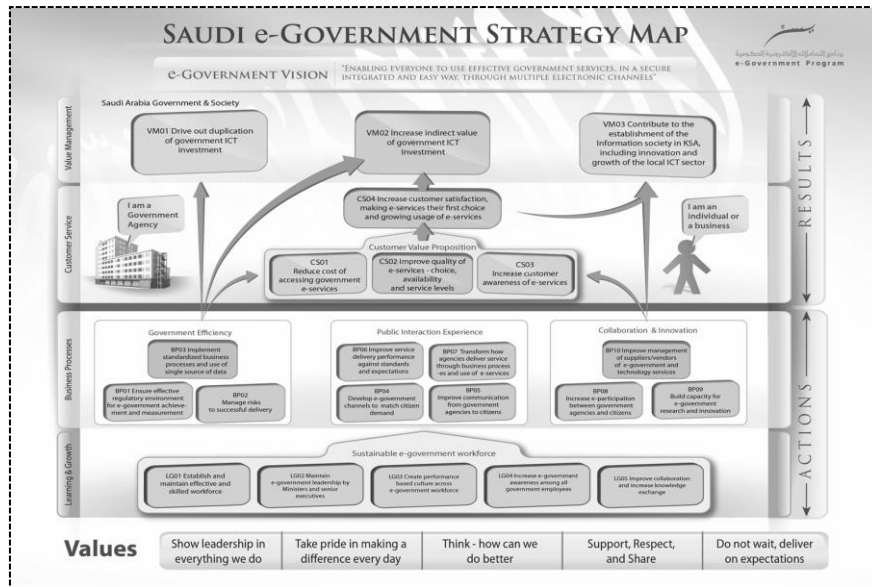 SAUDI e-GOVERNMENT STRATEGY MAP
e-Government Program
e-GOVERNMENT VISION
"ENABLING EVERYONE TO USE EFFECTIVE GOVERNMENT SERVICES, IN A SECURE
INTEGRATED AND EASY WAY, THROUGH MULTIPLE ELECTRONIC CHANNELS"
Saudi Arabia Government & Society
Value Management
VM01 Drive out duplication
of government ICT
investment
VM02 Increase indirect value
of government ICT
Investment
VM03 Contribute to the
establishment of the
Information society in KSA,
including innovation and
growth of the local ICT sector
RESULTS
Customer Service
I am a
Government
Agency
CS04 Increase customer satisfaction,
making e-services their first choice
and growing usage of e-services
I am an
individual or
a business
Customer Value Proposition
CS01
Reduce cost of
accessing government
e-services
CS02 Improve quality of
e-services - choice,
availability
and service levels
CS03
Increase customer
awareness of e-services
Business Processes
Government Efficiency
BP03 Implement
standardized business
processes and use of
single source of data
BP01 Ensure effective
regulatory environment
for e-government achieve-
ment and measurement
BP02
Manage risks
to successful delivery
Public Interaction Experience
BP06 Improve service
delivery performance
against standards
and expectations
BP07 Transform how
agencies deliver service
through business process
-es and use of e-services
BP04
Develop e-government
channels to match citizen
demand
BP05
Improve communication
from government
agencies to citizens
Collaboration & Innovation
BP10 Improve management
of suppliers/vendors
of e-government and
technology services
BP08
Increase e-participation
between government
agencies and citizens
BP09
Build capacity for
e-government
research and innovation
ACTIONS
Learning & Growth
Sustainable e-government workforce
LG01 Establish and
maintain effective and
skilled workforce
LG02 Maintain
e-government leadership by
Ministers and senior
executives
LG03 Create performance
based culture across
e-government workforce
LG04 Increase e-government
awareness among all
government employees
LG05 Improve collaboration
and increase knowledge
exchange
Values
Show leadership in
everything we do
Take pride in making a
difference every day
Think - how can we
do better
Support, Respect,
and Share
Do not wait, deliver
on expectations